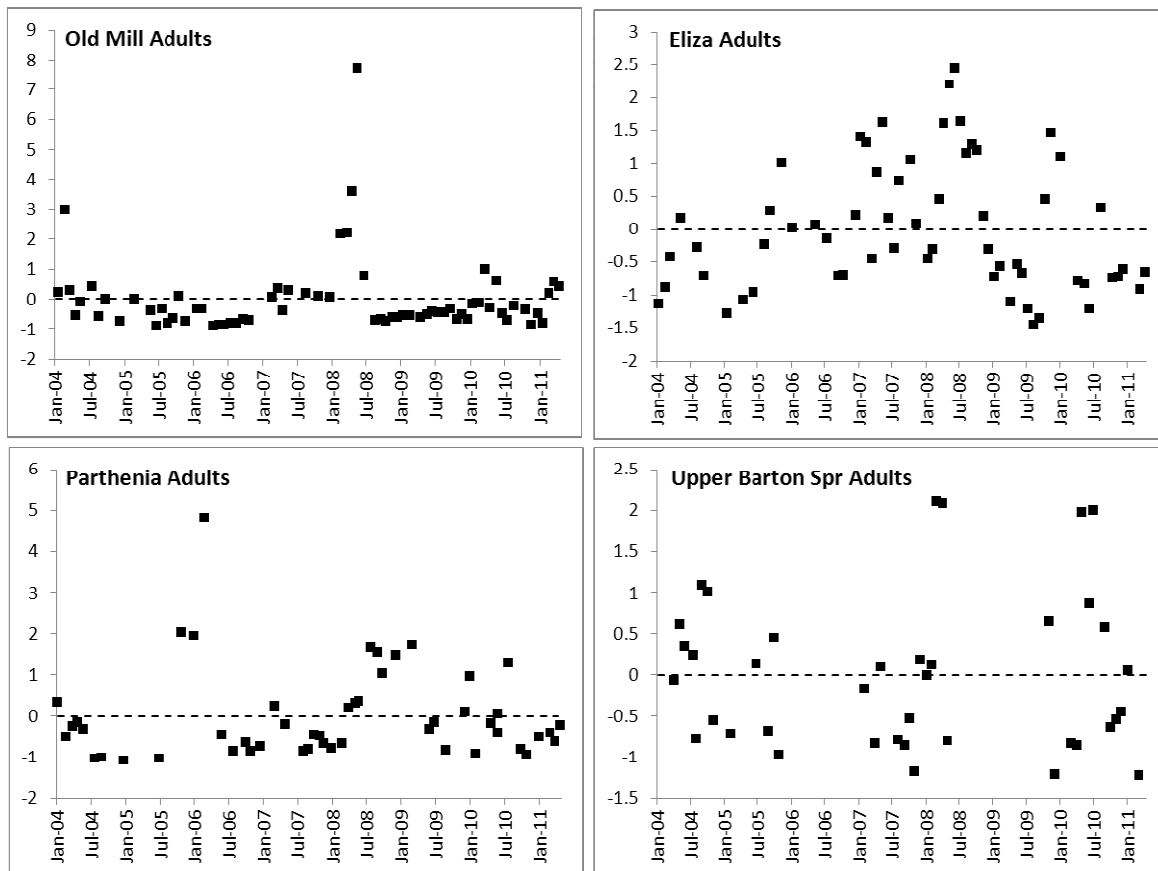 Old Mill Adults
9
8
7
6
5
4
3
2
1
0
-1
-2
Jan-04
Jul-04
Jan-05
Jul-05
Jan-06
Jul-06
Jan-07
Jul-07
Jan-08
Jul-08
Jan-09
Jul-09
Jan-10
Jul-10
Jan-11
Eliza Adults
3
2.5
2
1.5
1
0.5
0
-0.5
-1
-1.5
-2
Jan-04
Jul-04
Jan-05
Jul-05
Jan-06
Jul-06
Jan-07
Jul-07
Jan-08
Jul-08
Jan-09
Jul-09
Jan-10
Jul-10
Jan-11
Parthenia Adults
6
5
4
3
2
1
0
-1
-2
Jan-04
Jul-04
Jan-05
Jul-05
Jan-06
Jul-06
Jan-07
Jul-07
Jan-08
Jul-08
Jan-09
Jul-09
Jan-10
Jul-10
Jan-11
Upper Barton Spr Adults
2.5
2
1.5
1
0.5
0
-0.5
-1
-1.5
Jan-04
Jul-04
Jan-05
Jul-05
Jan-06
Jul-06
Jan-07
Jul-07
Jan-08
Jul-08
Jan-09
Jul-09
Jan-10
Jul-10
Jan-11